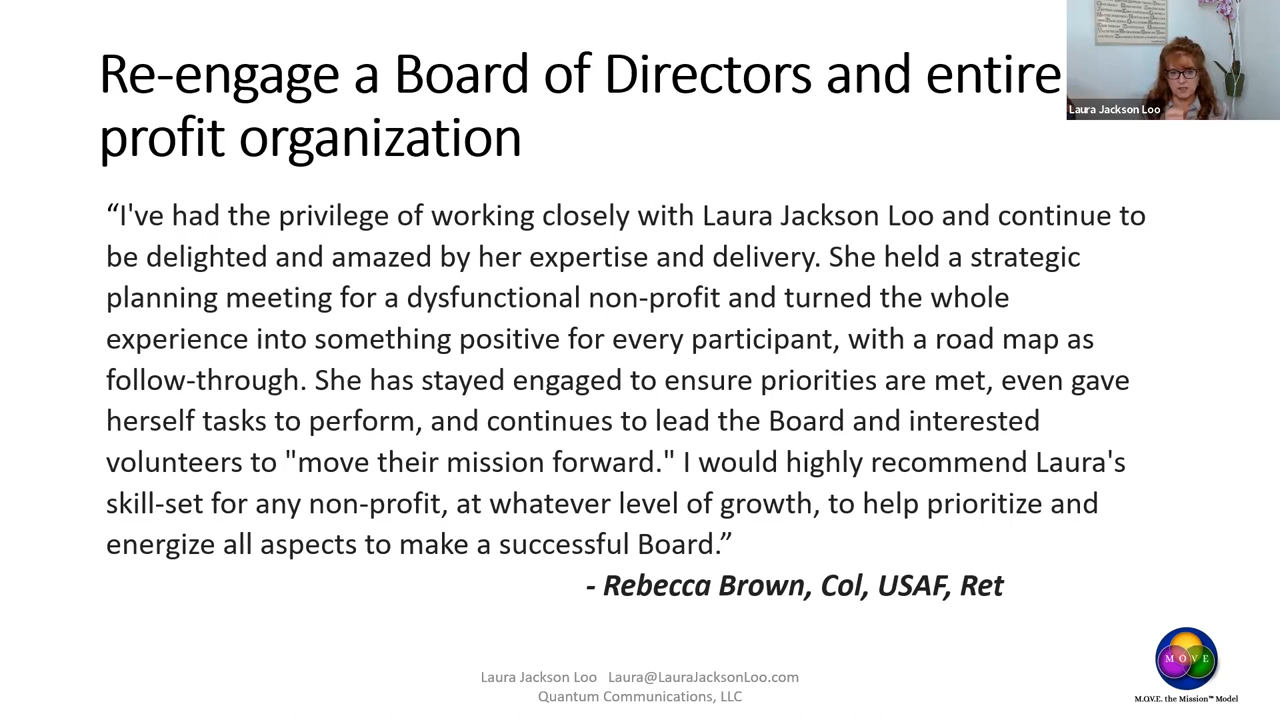 Re-engage a Board of Directors and entire
profit organization
Laura Jackson Loo
“I've had the privilege of working closely with Laura Jackson Loo and continue to
be delighted and amazed by her expertise and delivery. She held a strategic
planning meeting for a dysfunctional non-profit and turned the whole
experience into something positive for every participant, with a road map as
follow-through. She has stayed engaged to ensure priorities are met, even gave
herself tasks to perform, and continues to lead the Board and interested
volunteers to "move their mission forward." I would highly recommend Laura's
skill-set for any non-profit, at whatever level of growth, to help prioritize and
energize all aspects to make a successful Board.”
- Rebecca Brown, Col, USAF, Ret
Laura Jackson Loo Laura@LauraJacksonLoo.com
Quantum Communications, LLC
M O V E
M.O.V.E. the Mission™ Model